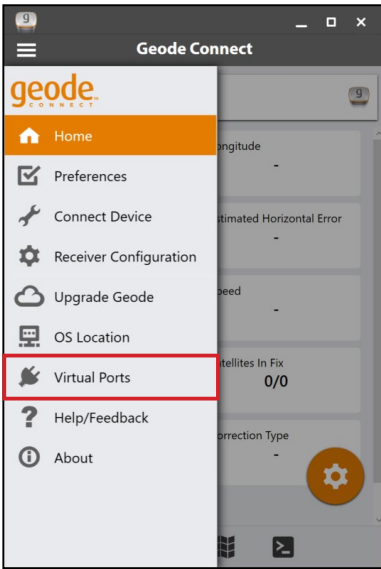 g
Geode Connect
geode
CONNECT
g
Home
ongitude
-
Preferences
Connect Device
stimated Horizontal Error
-
Receiver Configuration
Upgrade Geode
peed
-
OS Location
Virtual Ports
atellites In Fix
0/0
Help/Feedback
orrection Type
-
About